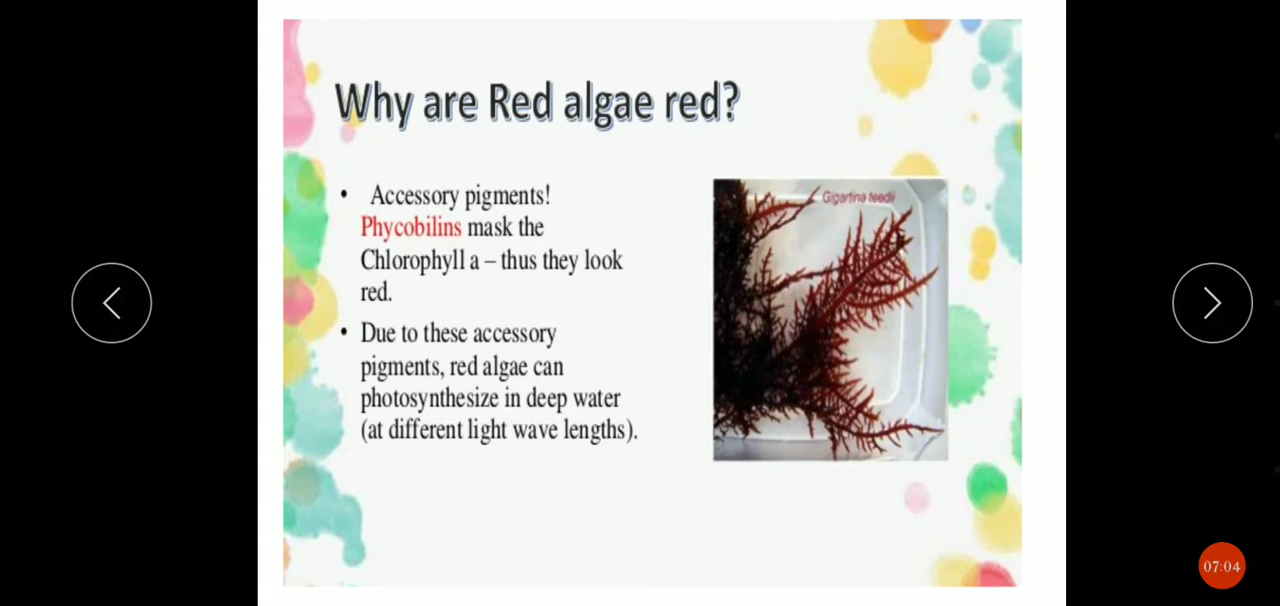 Why are Red algae red?
• Accessory pigments!
Phycobilins mask the
Chlorophyll a – thus they look
red.
• Due to these accessory
pigments, red algae can
photosynthesize in deep water
(at different light wave lengths).
Gigartina teedii
07:04